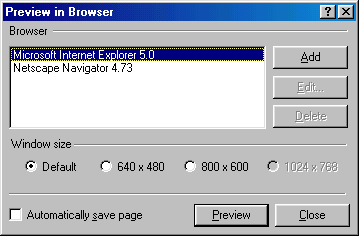 Preview in Browser
Browser
Microsoft Internet Explorer 5.0
Netscape Navigator 4.73
Add
Edit...
Delete
Window size
Default 640 x 480 800 x 600 1024 x 768
Automatically save page
Preview Close